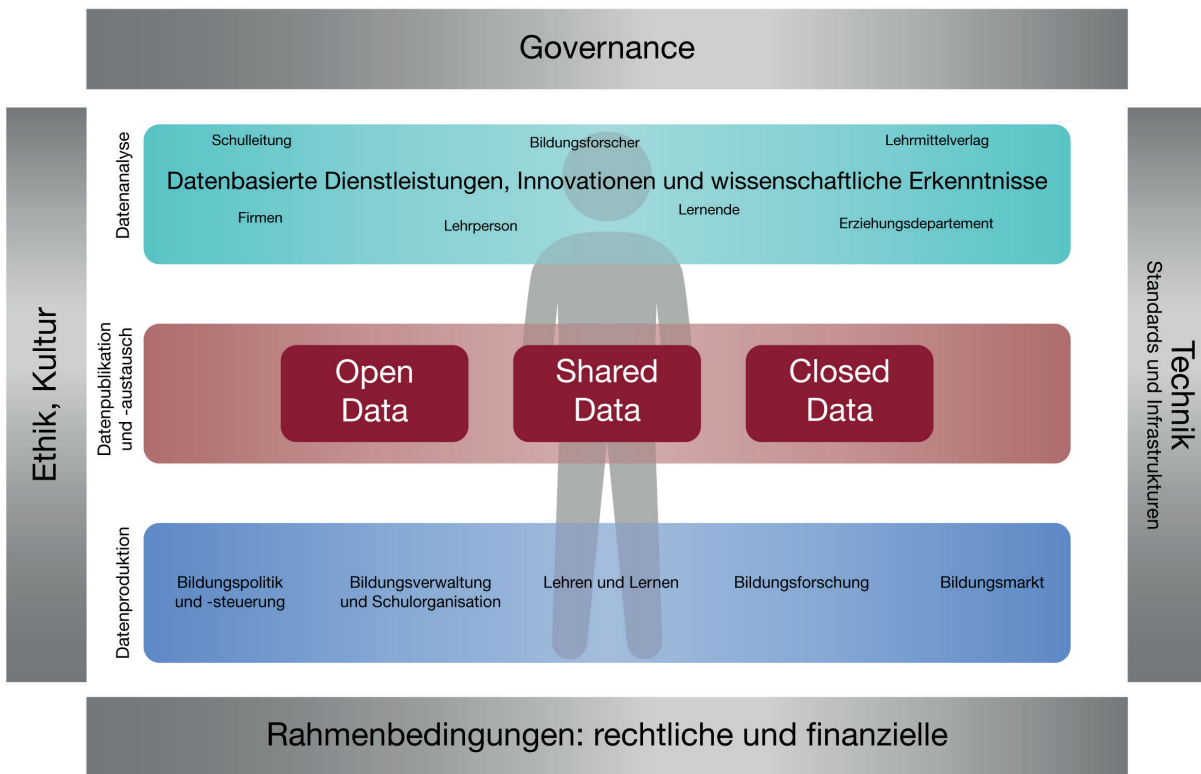 Governance
Ethik, Kultur
Datenanalyse
Schulleitung
Bildungsforscher
Lehrmittelverlag
Datenbasierte Dienstleistungen, Innovationen und wissenschaftliche Erkenntnisse
Firmen
Lehrperson
Lernende
Erziehungsdepartement
Datenpublikation
und -austausch
Open
Data
Shared
Data
Closed
Data
Datenproduktion
Bildungspolitik
und -steuerung
Bildungsverwaltung
und Schulorganisation
Lehren und Lernen
Bildungsforschung
Bildungsmarkt
Technik
Standards und Infrastrukturen
Rahmenbedingungen: rechtliche und finanzielle